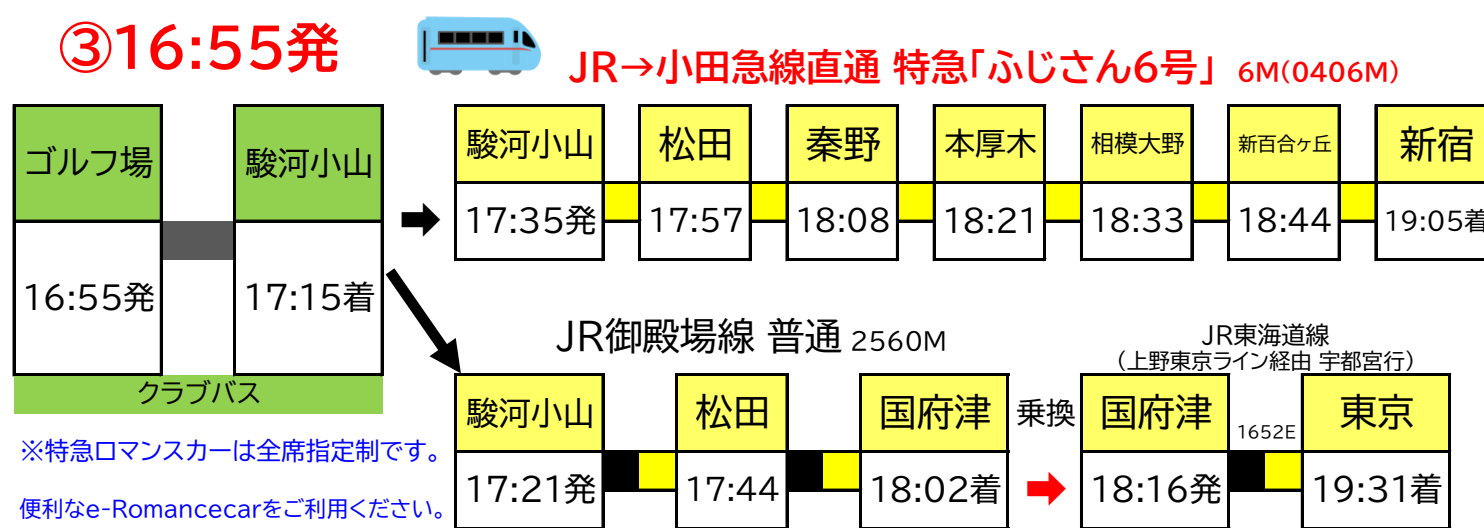 ③16:55発
JR→小田急線直通 特急「ふじさん6号」 6M(0406M)
ゴルフ場 駿河小山
16:55発 17:15着
クラブバス
駿河小山 松田 秦野 本厚木 相模大野 新百合ヶ丘 新宿
17:35発 17:57 18:08 18:21 18:33 18:44 19:05着
JR御殿場線 普通 2560M
JR東海道線
（上野東京ライン経由 宇都宮行）
駿河小山 松田 国府津 乗換 国府津 1652E 東京
17:21発 17:44 18:02着 18:16発 19:31着
※特急ロマンスカーは全席指定制です。
便利なe-Romancecarをご利用ください。